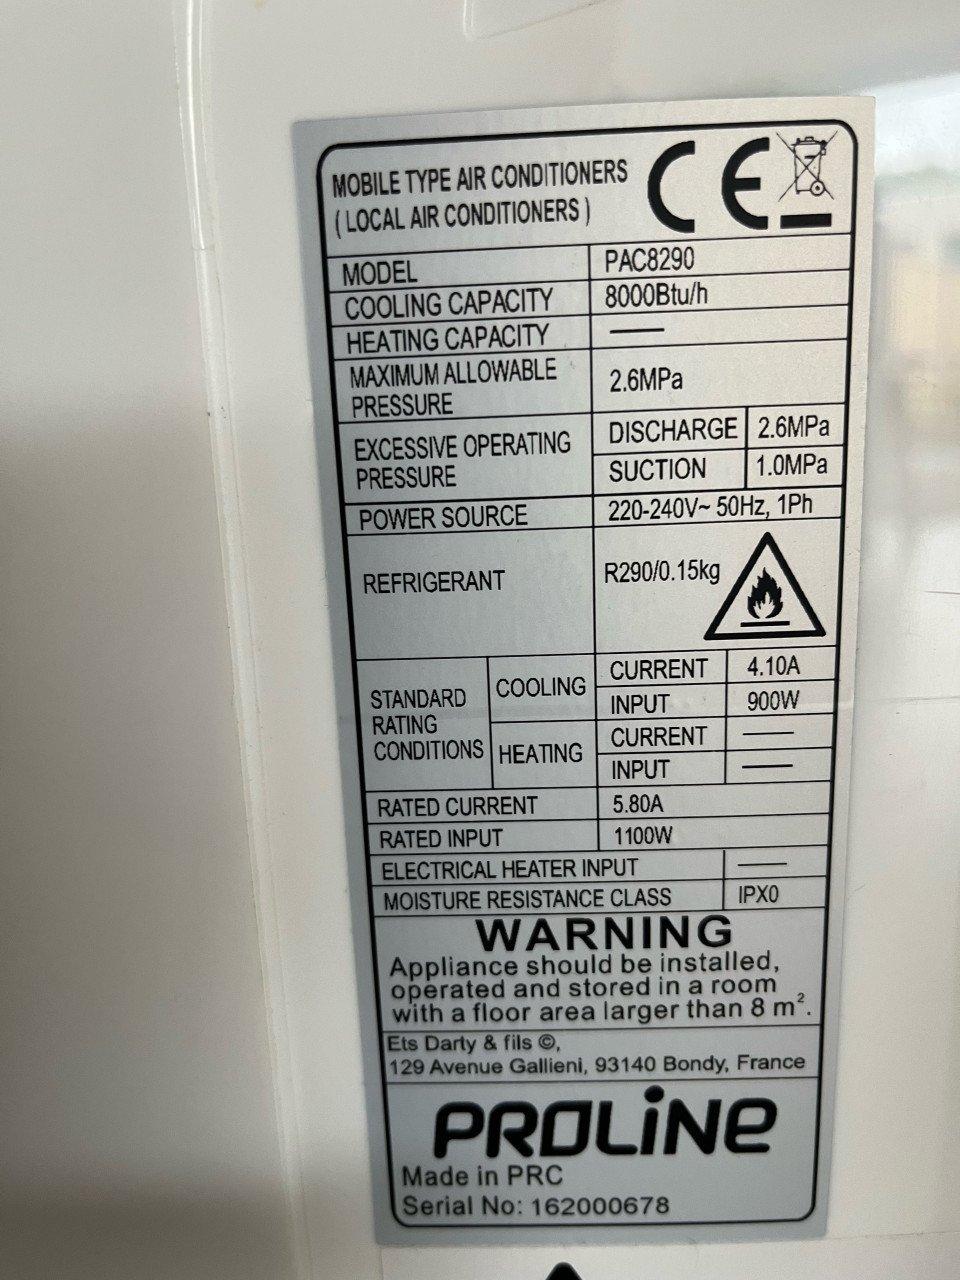 MOBILE TYPE AIR CONDITIONERS
( LOCAL AIR CONDITIONERS )
CE
MODEL PAC8290
COOLING CAPACITY 8000Btu/h
HEATING CAPACITY —
MAXIMUM ALLOWABLE
PRESSURE
2.6MPa
EXCESSIVE OPERATING
PRESSURE
DISCHARGE 2.6MPa
SUCTION 1.0MPa
POWER SOURCE 220-240V~ 50Hz, 1Ph
REFRIGERANT R290/0.15kg
STANDARD
RATING
CONDITIONS
COOLING
CURRENT 4.10A
INPUT 900W
HEATING
CURRENT —
INPUT —
RATED CURRENT 5.80A
RATED INPUT 1100W
ELECTRICAL HEATER INPUT —
MOISTURE RESISTANCE CLASS IPX0
WARNING
Appliance should be installed,
operated and stored in a room
with a floor area larger than 8 m².
Ets Darty & fils ©,
129 Avenue Gallieni, 93140 Bondy, France
PROLiNe
Made in PRC
Serial No: 162000678